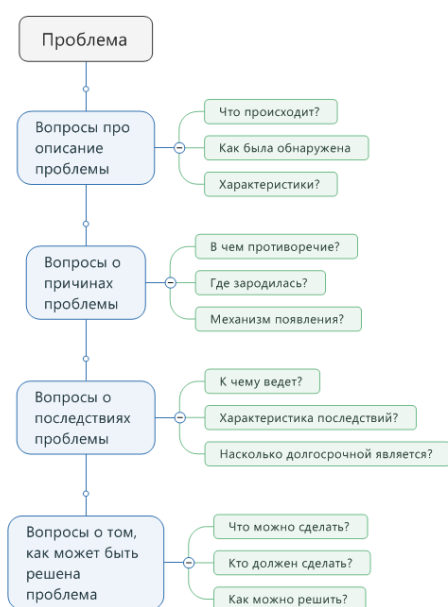 Проблема
Вопросы про
описание
проблемы
Что происходит?
Как была обнаружена
Характеристики?
Вопросы о
причинах
проблемы
В чем противоречие?
Где зародилась?
Механизм появления?
Вопросы о
последствиях
проблемы
К чему ведет?
Характеристика последствий?
Насколько долгосрочной является?
Вопросы о том,
как может быть
решена
проблема
Что можно сделать?
Кто должен сделать?
Как можно решить?